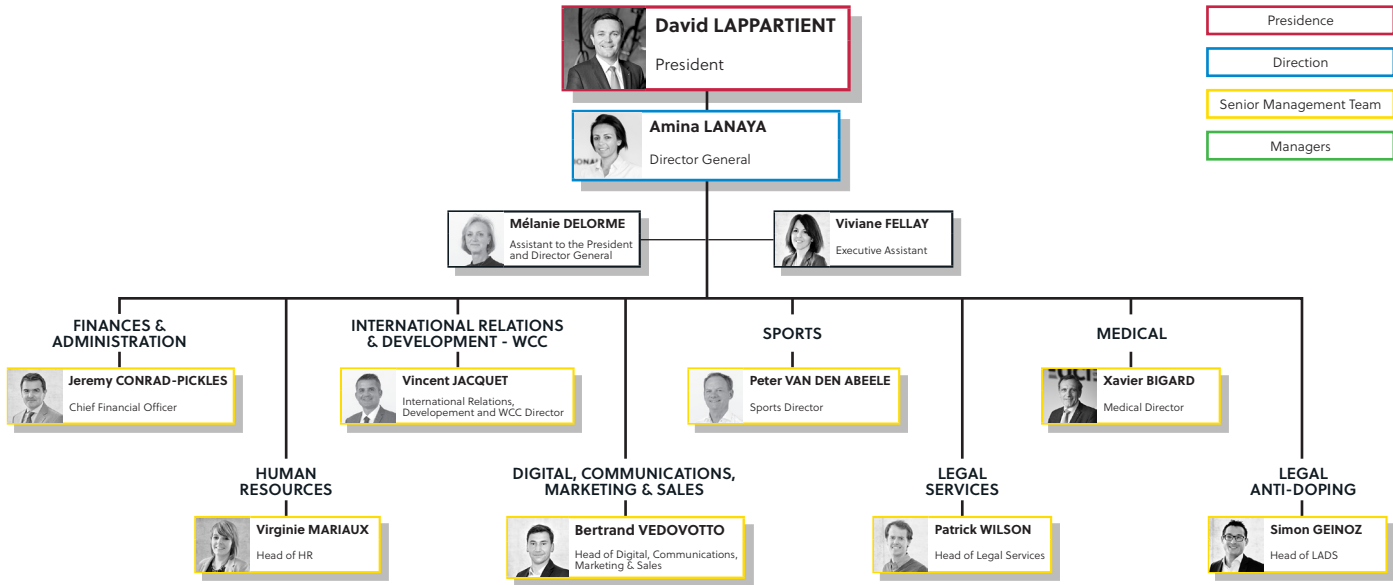 David LAPPARTIENT
President
Presidence
Direction
Senior Management Team
Managers
Amina LANAYA
Director General
Mélanie DELORME
Assistant to the President
and Director General
Viviane FELLAY
Executive Assistant
FINANCES &
ADMINISTRATION
Jeremy CONRAD-PICKLES
Chief Financial Officer
INTERNATIONAL RELATIONS
& DEVELOPMENT - WCC
Vincent JACQUET
International Relations,
Developement and WCC Director
SPORTS
Peter VAN DEN ABEELE
Sports Director
MEDICAL
Xavier BIGARD
Medical Director
HUMAN
RESOURCES
Virginie MARIAUX
Head of HR
DIGITAL, COMMUNICATIONS,
MARKETING & SALES
Bertrand VEDOVOTTO
Head of Digital, Communications,
Marketing & Sales
LEGAL
SERVICES
Patrick WILSON
Head of Legal Services
LEGAL
ANTI-DOPING
Simon GEINOZ
Head of LADS